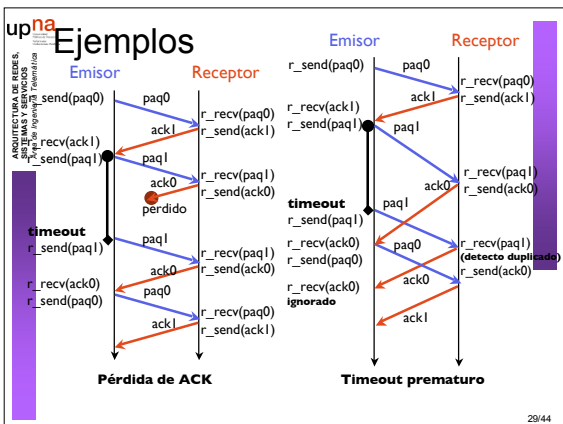 upna
Ejemplos
ARQUITECTURA DE REDES,
SISTEMAS Y SERVICIOS
Área de Ingeniería Telemática
Emisor
Receptor
r_send(paq0)
paq0
r_recv(paq0)
r_send(ack1)
ack1
r_recv(ack1)
r_send(paq1)
paq1
r_recv(paq1)
r_send(ack0)
ack0
perdido
timeout
r_send(paq1)
paq1
r_recv(paq1)
r_send(ack0)
ack0
r_recv(ack0)
r_send(paq0)
paq0
r_recv(paq0)
r_send(ack1)
ack1
Pérdida de ACK
Emisor
Receptor
r_send(paq0)
paq0
r_recv(paq0)
r_send(ack1)
ack1
r_recv(ack1)
r_send(paq1)
paq1
r_recv(paq1)
r_send(ack0)
ack0
timeout
r_send(paq1)
paq1
r_recv(ack0)
r_send(paq0)
paq0
r_recv(paq1)
(detecto duplicado)
r_send(ack0)
ack0
r_recv(ack0)
ignorado
ack1
Timeout prematuro
29/44